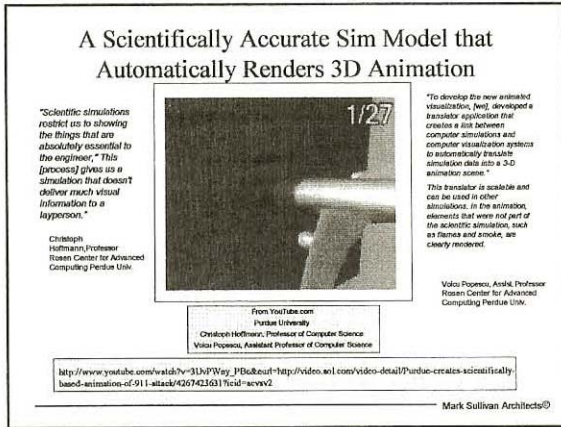 A Scientifically Accurate Sim Model that
Automatically Renders 3D Animation
"Scientific simulations
restrict us to showing
the things that are
absolutely essential to
the engineer," This
[process] gives us a
simulation that doesn't
deliver much visual
information to a
layperson."
Christoph
Hoffmann,Professor
Rosen Center for Advanced
Computing Perdue Univ.
1/27
"To develop the new animated
visualization, [we], developed a
translator application that
creates a link between
computer simulations and
computer visualization systems
to automatically translate
simulation data into a 3-D
animation scene."
This translator is scalable and
can be used in other
simulations. In the animation,
elements that were not part of
the scientific simulation, such
as flames and smoke, are
clearly rendered.
Voicu Popescu, Assist. Professor
Rosen Center for Advanced
Computing Perdue Univ.
From YouTube.com
Purdue University
Christoph Hoffmann, Professor of Computer Science
Voicu Popescu, Assistant Professor of Computer Science
based-animation-of-911-attack/4267423631?icid=acvsv2
Mark Sullivan Architects©